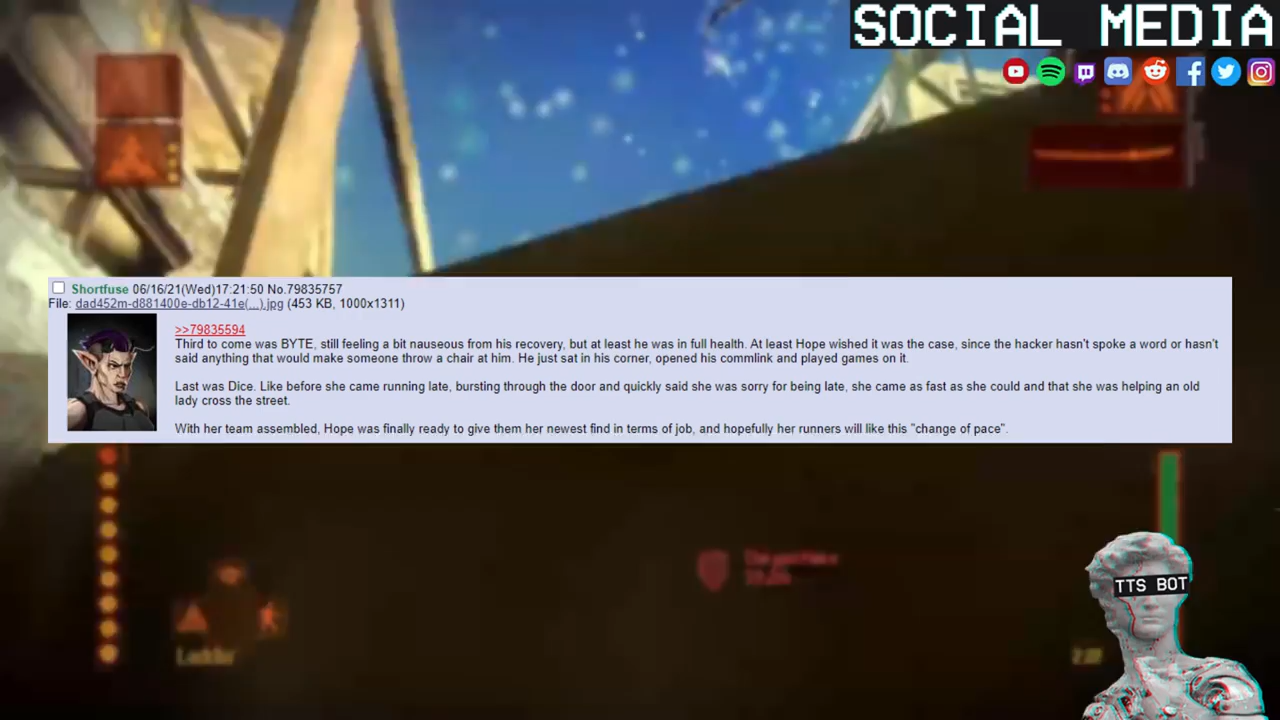 SOCIAL MEDIA
Shortfuse 06/16/21(Wed)17:21:50 No.79835757
File: dad452m-d881400e-db12-41e(...).jpg (453 KB, 1000x1311)
>>79835594
Third to come was BYTE, still feeling a bit nauseous from his recovery, but at least he was in full health. At least Hope wished it was the case, since the hacker hasn't spoke a word or hasn't
said anything that would make someone throw a chair at him. He just sat in his corner, opened his commlink and played games on it.
Last was Dice. Like before she came running late, bursting through the door and quickly said she was sorry for being late, she came as fast as she could and that she was helping an old
lady cross the street.
With her team assembled, Hope was finally ready to give them her newest find in terms of job, and hopefully her runners will like this "change of pace".
TTS BOT